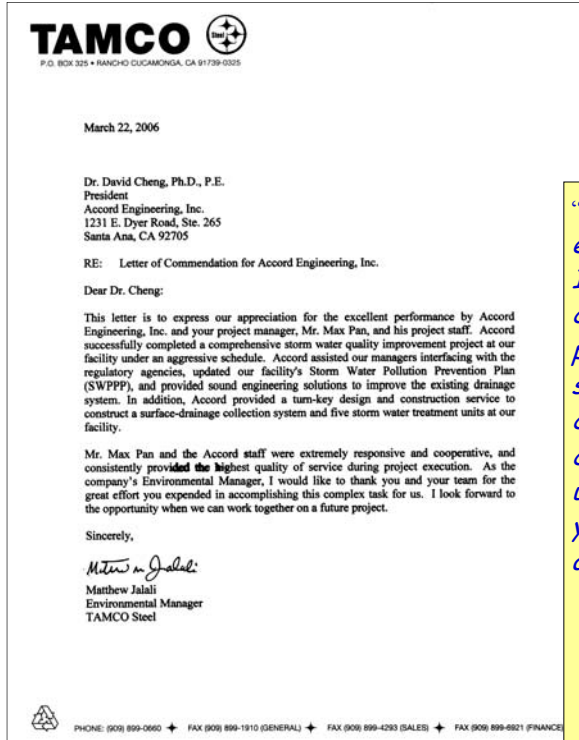 TAMCO Steel
P.O. BOX 325 • RANCHO CUCAMONGA, CA 91739-0325
March 22, 2006
Dr. David Cheng, Ph.D., P.E.
President
Accord Engineering, Inc.
1231 E. Dyer Road, Ste. 265
Santa Ana, CA 92705
RE: Letter of Commendation for Accord Engineering, Inc.
Dear Dr. Cheng:
This letter is to express our appreciation for the excellent performance by Accord
Engineering, Inc. and your project manager, Mr. Max Pan, and his project staff. Accord
successfully completed a comprehensive storm water quality improvement project at our
facility under an aggressive schedule. Accord assisted our managers interfacing with the
regulatory agencies, updated our facility's Storm Water Pollution Prevention Plan
(SWPPP), and provided sound engineering solutions to improve the existing drainage
system. In addition, Accord provided a turn-key design and construction service to
construct a surface-drainage collection system and five storm water treatment units at our
facility.
Mr. Max Pan and the Accord staff were extremely responsive and cooperative, and
consistently provided the highest quality of service during project execution. As the
company's Environmental Manager, I would like to thank you and your team for the
great effort you expended in accomplishing this complex task for us. I look forward to
the opportunity when we can work together on a future project.
Sincerely,
Matthew Jalali
Environmental Manager
TAMCO Steel
PHONE: (909) 899-0660 FAX (909) 899-1910 (GENERAL) FAX (909) 899-4293 (SALES) FAX (909) 899-6921 (FINANCE)